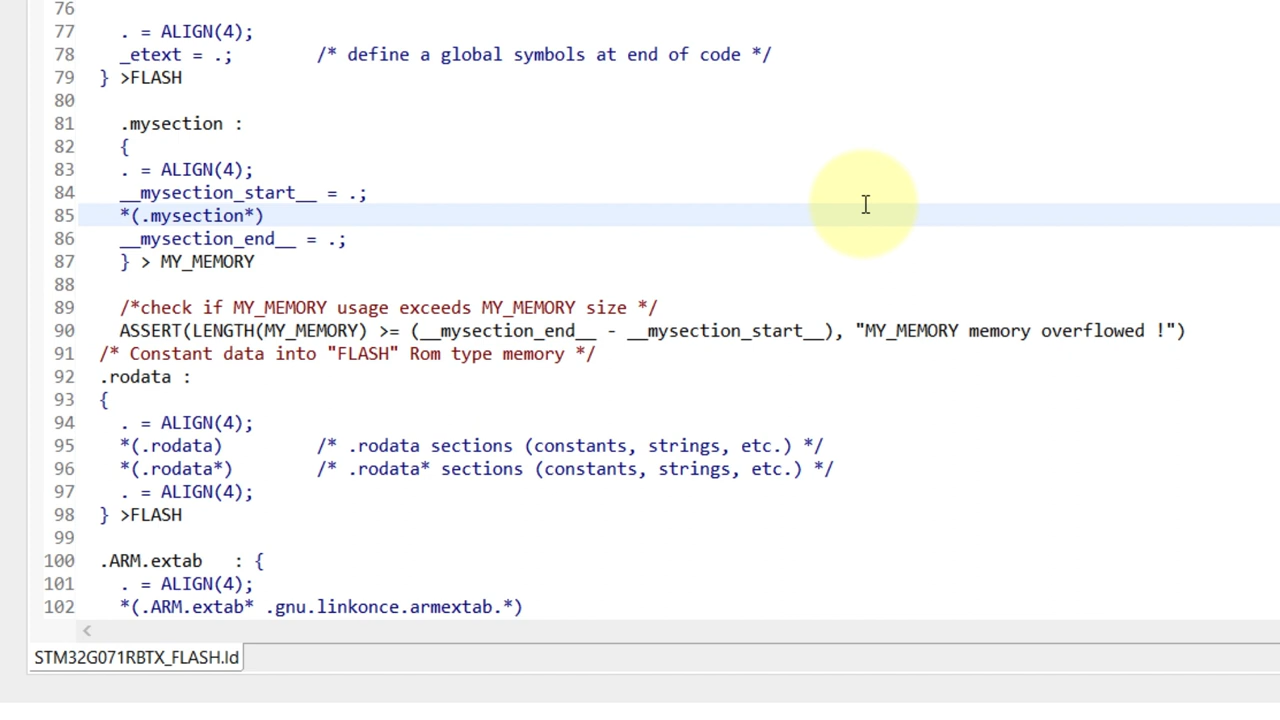 76
77 . = ALIGN(4);
78 _etext = .; /* define a global symbols at end of code */
79 } >FLASH
80
81 .mysection :
82 {
83 . = ALIGN(4);
84 __mysection_start__ = .;
85 *(.mysection*)
86 __mysection_end__ = .;
87 } > MY_MEMORY
88
89 /*check if MY_MEMORY usage exceeds MY_MEMORY size */
90 ASSERT(LENGTH(MY_MEMORY) >= (__mysection_end__ - __mysection_start__), "MY_MEMORY memory overflowed !")
91 /* Constant data into "FLASH" Rom type memory */
92 .rodata :
93 {
94 . = ALIGN(4);
95 *(.rodata) /* .rodata sections (constants, strings, etc.) */
96 *(.rodata*) /* .rodata* sections (constants, strings, etc.) */
97 . = ALIGN(4);
98 } >FLASH
99
100 .ARM.extab : {
101 . = ALIGN(4);
102 *(.ARM.extab* .gnu.linkonce.armextab.*)
STM32G071RBTX_FLASH.ld